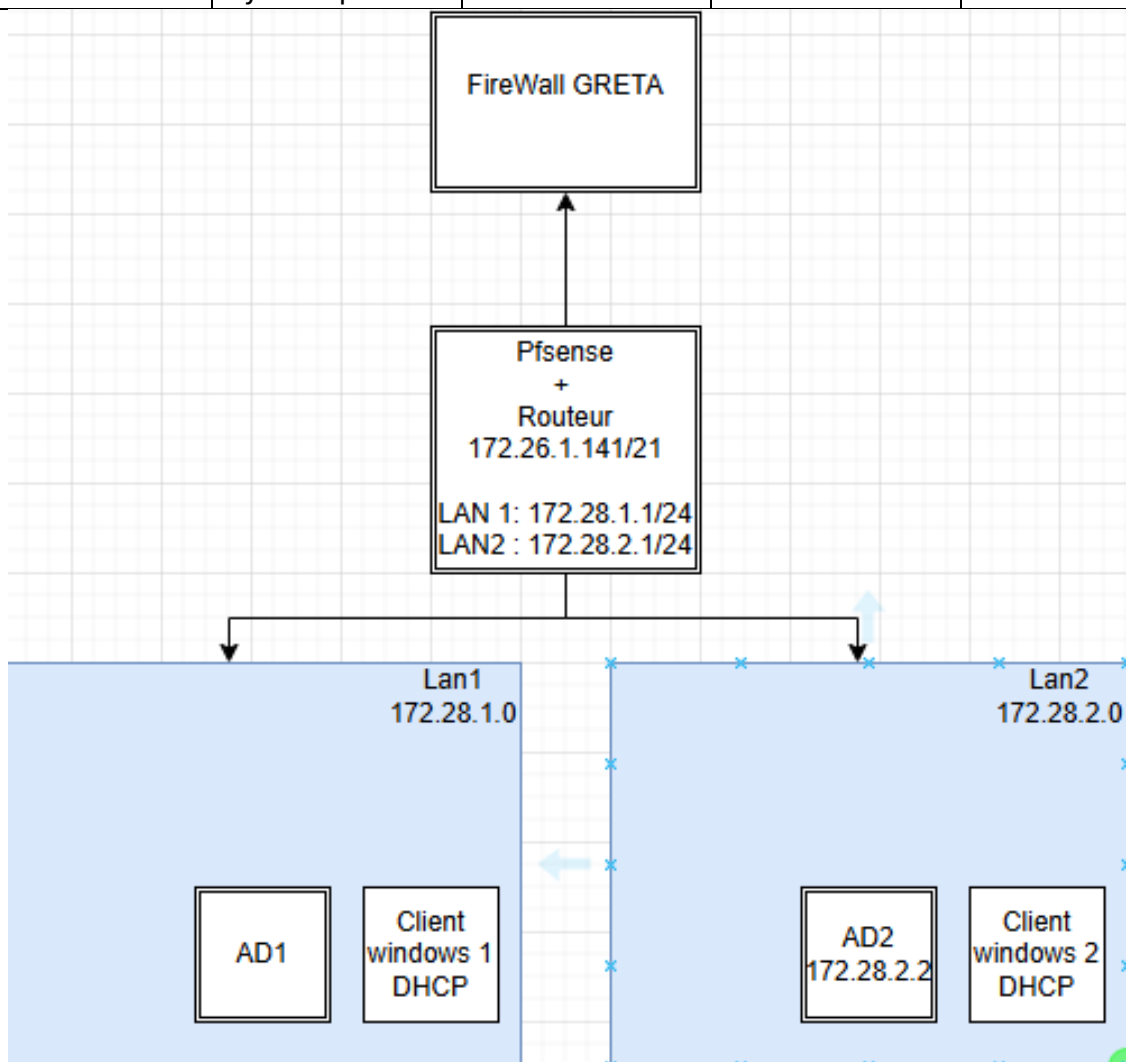 FireWall GRETA
Pfsense
+
Routeur
172.26.1.141/21
LAN 1: 172.28.1.1/24
LAN2 : 172.28.2.1/24
Lan1
172.28.1.0
Lan2
172.28.2.0
AD1
Client
windows 1
DHCP
AD2
172.28.2.2
Client
windows 2
DHCP